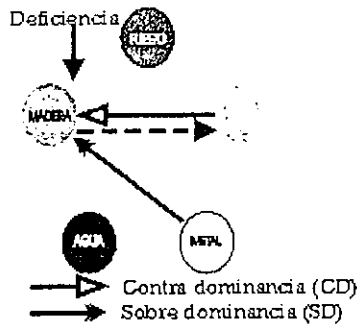 Deficiencia
FUEGO
MADERA
AGUA
METAL
Contra dominancia (CD)
Sobre dominancia (SD)